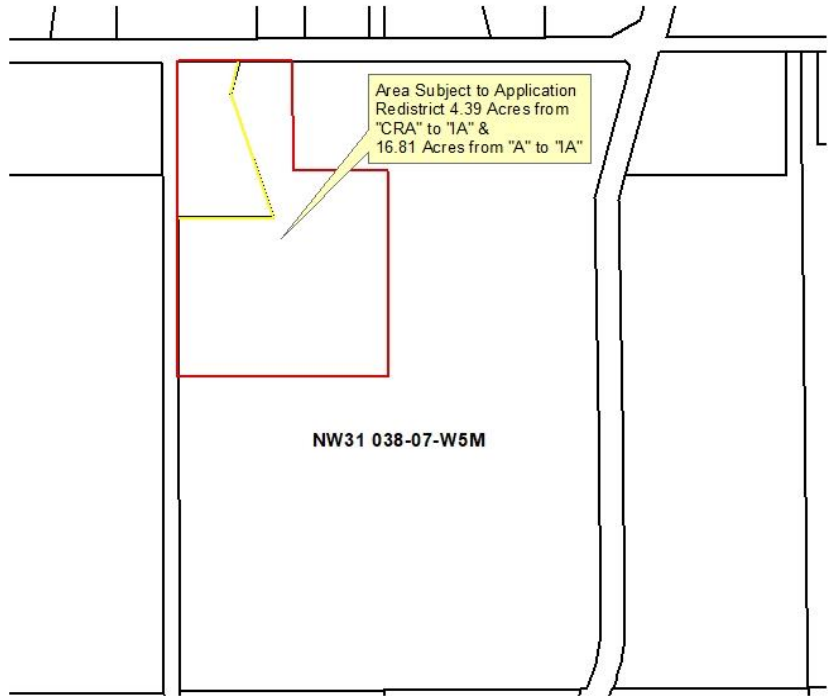 Area Subject to Application
Redistrict 4.39 Acres from
"CRA" to "IA" &
16.81 Acres from "A" to "IA"
NW31 038-07-W5M